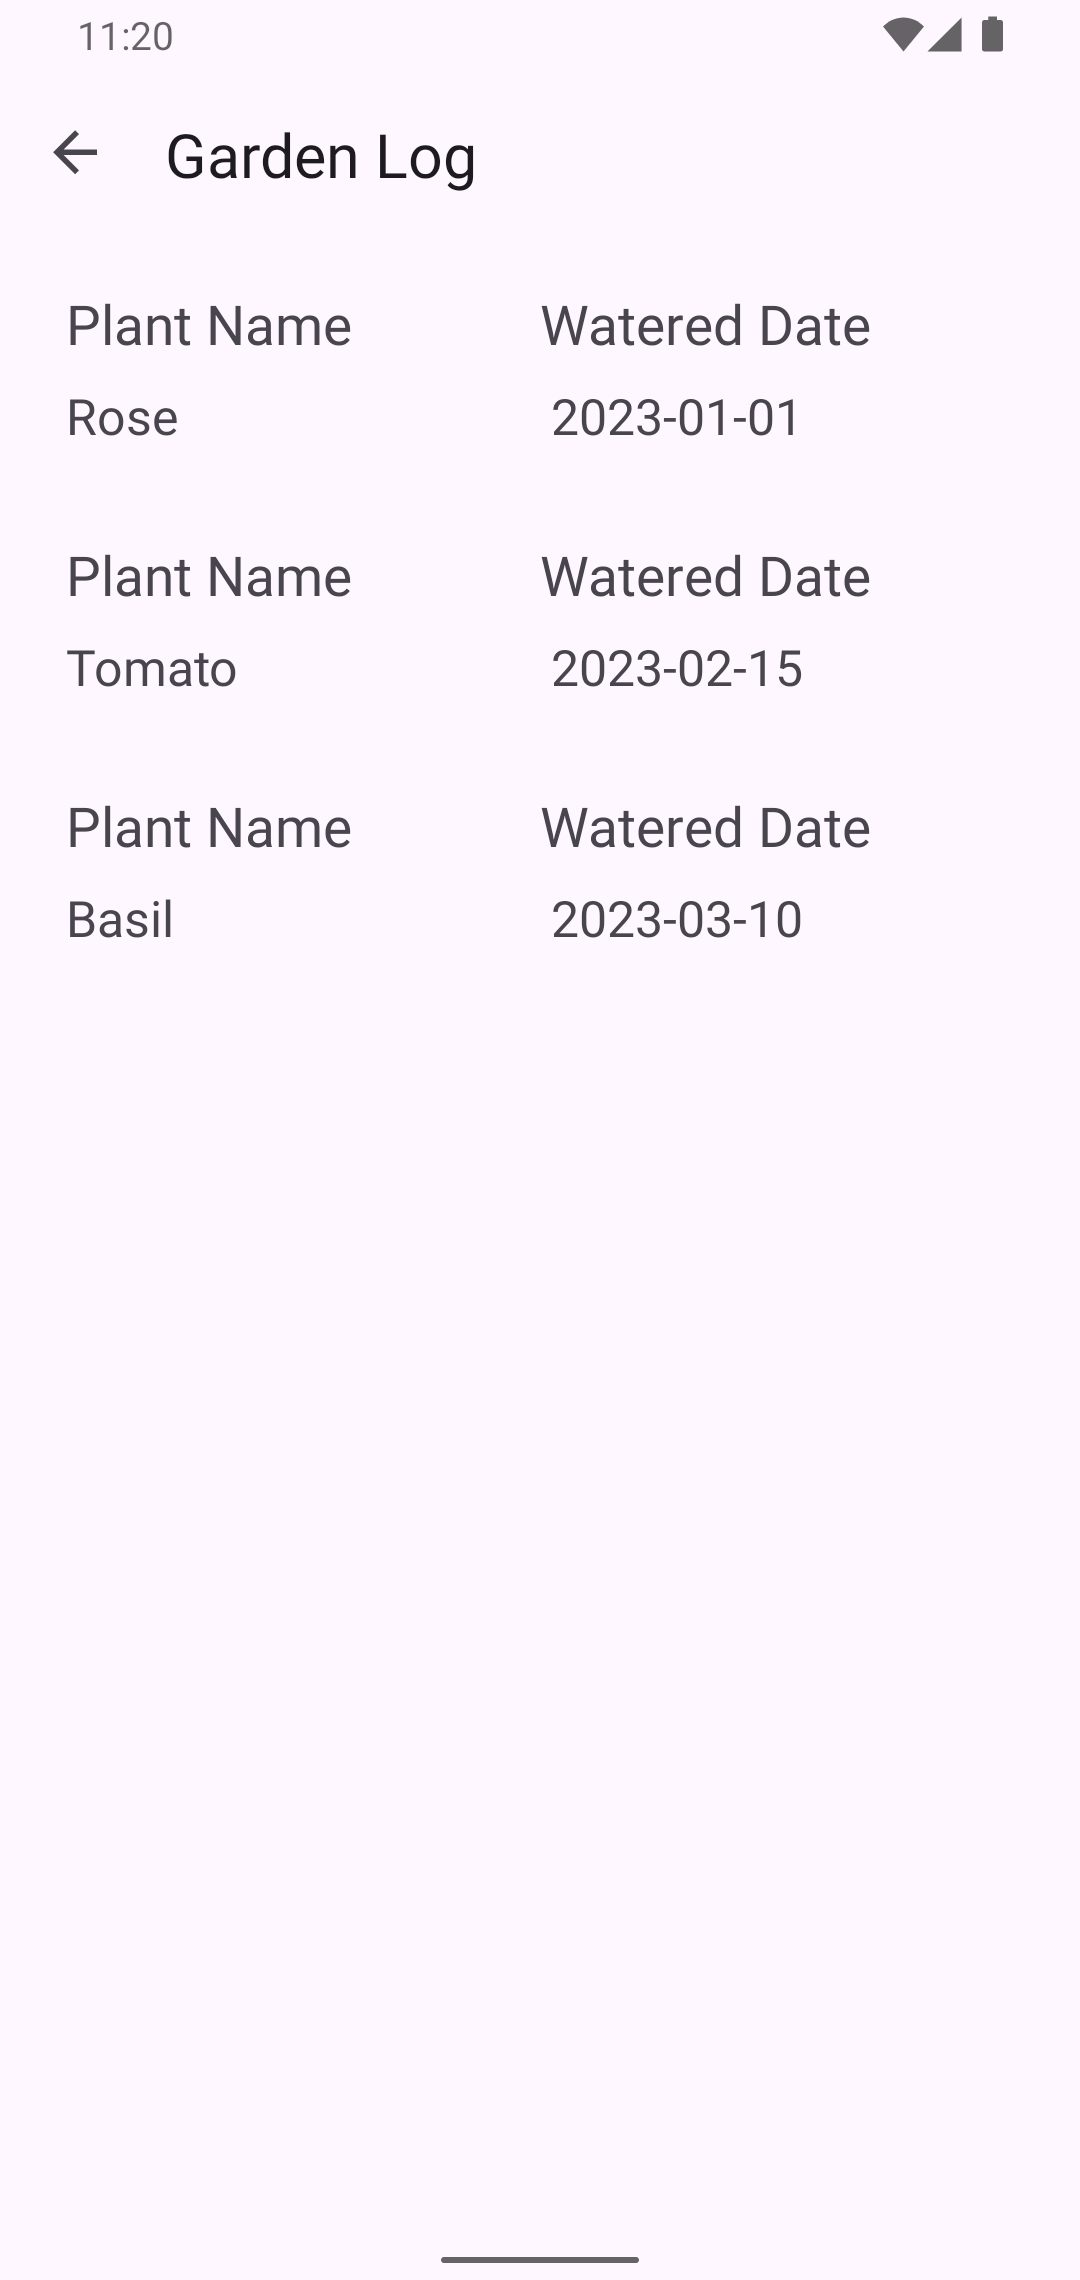 11:20
Garden Log
Plant Name Watered Date
Rose 2023-01-01
Plant Name Watered Date
Tomato 2023-02-15
Plant Name Watered Date
Basil 2023-03-10